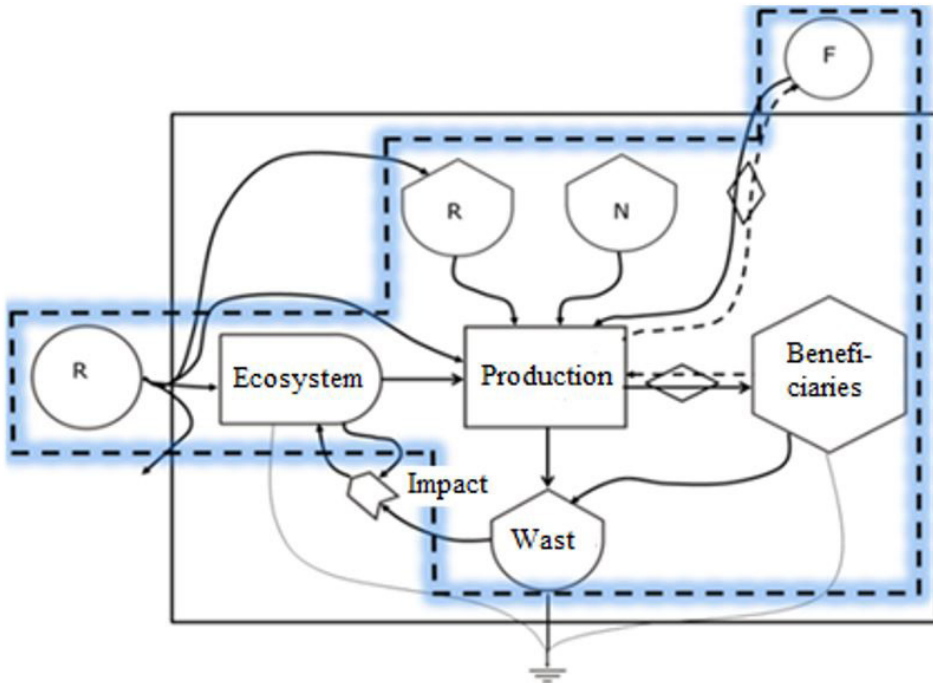 F
R
N
R
Ecosystem
Production
Benefi-
ciaries
Impact
Wast